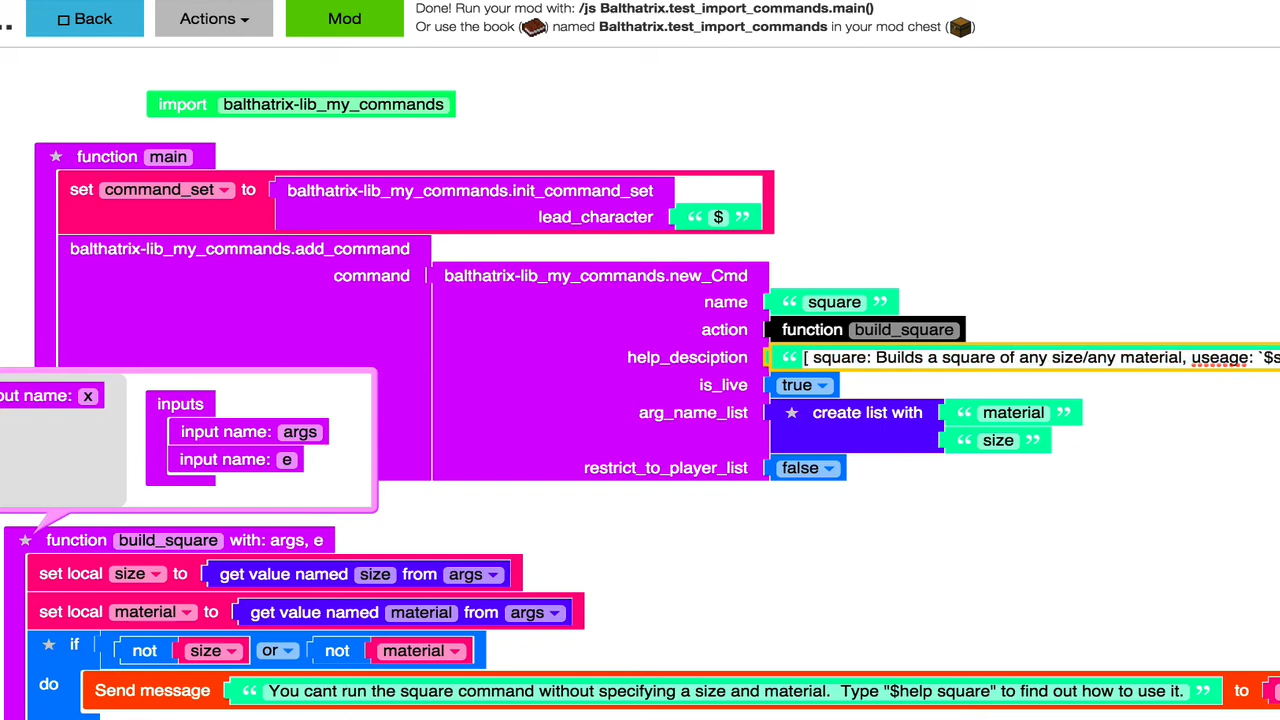 Back
Actions
Mod
Done! Run your mod with: /js Balthatrix.test_import_commands.main()
Or use the book ( ) named Balthatrix.test_import_commands in your mod chest ( )
import balthatrix-lib_my_commands
function main
set command_set to balthatrix-lib_my_commands.init_command_set
lead_character “ $ ”
balthatrix-lib_my_commands.add_command
command balthatrix-lib_my_commands.new_Cmd
name “ square ”
action function build_square
help_desciption “ [ square: Builds a square of any size/any material, useage: `$s
is_live true
arg_name_list create list with “ material ”
“ size ”
restrict_to_player_list false
put name: x
inputs
input name: args
input name: e
function build_square with: args, e
set local size to get value named size from args
set local material to get value named material from args
if not size or not material
do Send message “ You cant run the square command without specifying a size and material. Type "$help square" to find out how to use it. ” to